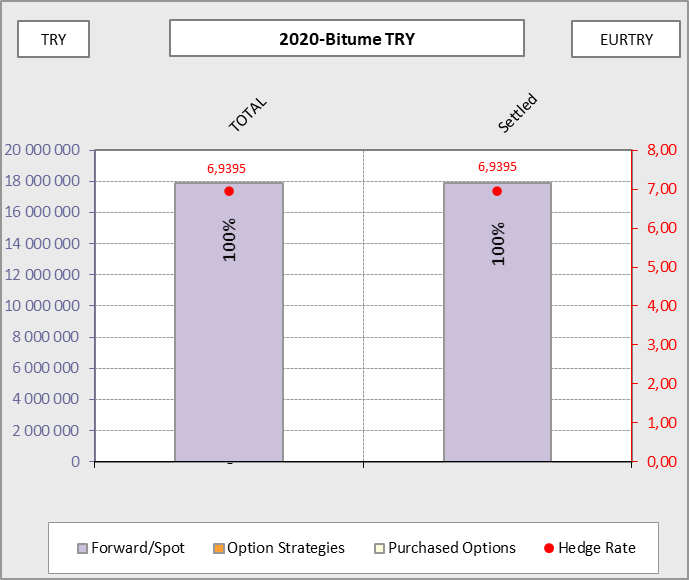 TRY
2020-Bitume TRY
EURTRY
TOTAL
Settled
20 000 000
18 000 000
16 000 000
14 000 000
12 000 000
10 000 000
8 000 000
6 000 000
4 000 000
2 000 000
0
8,00
7,00
6,00
5,00
4,00
3,00
2,00
1,00
0,00
6,9395
6,9395
100%
100%
-
Forward/Spot
Option Strategies
Purchased Options
Hedge Rate